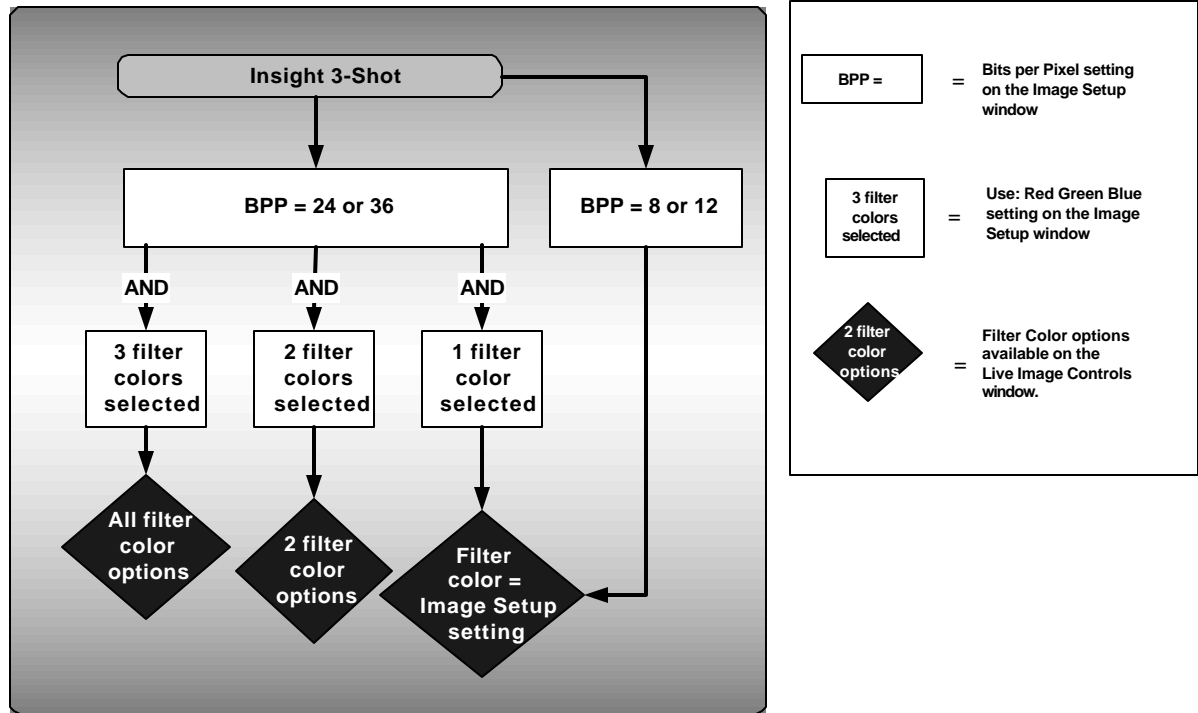 Insight 3-Shot
BPP = 24 or 36
BPP = 8 or 12
AND
AND
AND
3 filter
colors
selected
2 filter
colors
selected
1 filter
color
selected
All filter
color
options
2 filter
color
options
Filter
color =
Image Setup
setting
BPP =
=
Bits per Pixel setting
on the Image Setup
window
3 filter
colors
selected
=
Use: Red Green Blue
setting on the Image
Setup window
2 filter
color
options
=
Filter Color options
available on the
Live Image Controls
window.